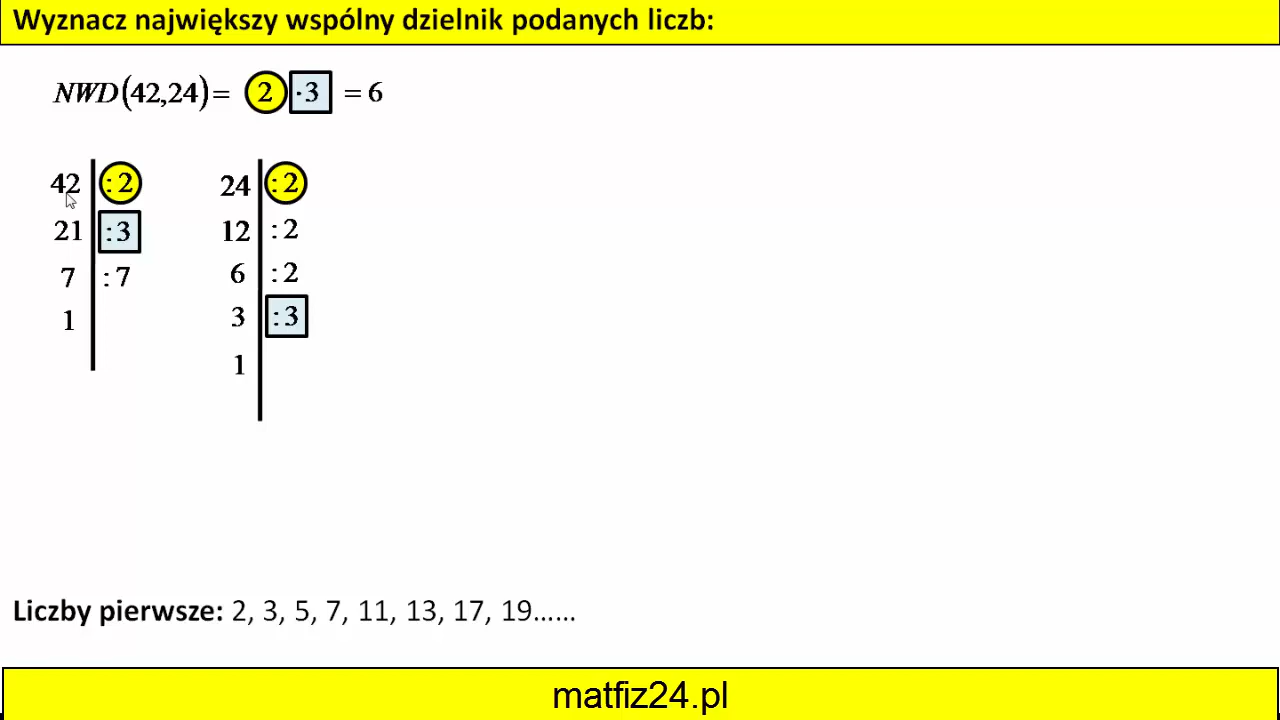 Wyznacz największy wspólny dzielnik podanych liczb:
NWD(42,24)= 2 ·3 = 6
42 :2
21 :3
7 :7
1
24 :2
12 :2
6 :2
3 :3
1
Liczby pierwsze: 2, 3, 5, 7, 11, 13, 17, 19......
matfiz24.pl